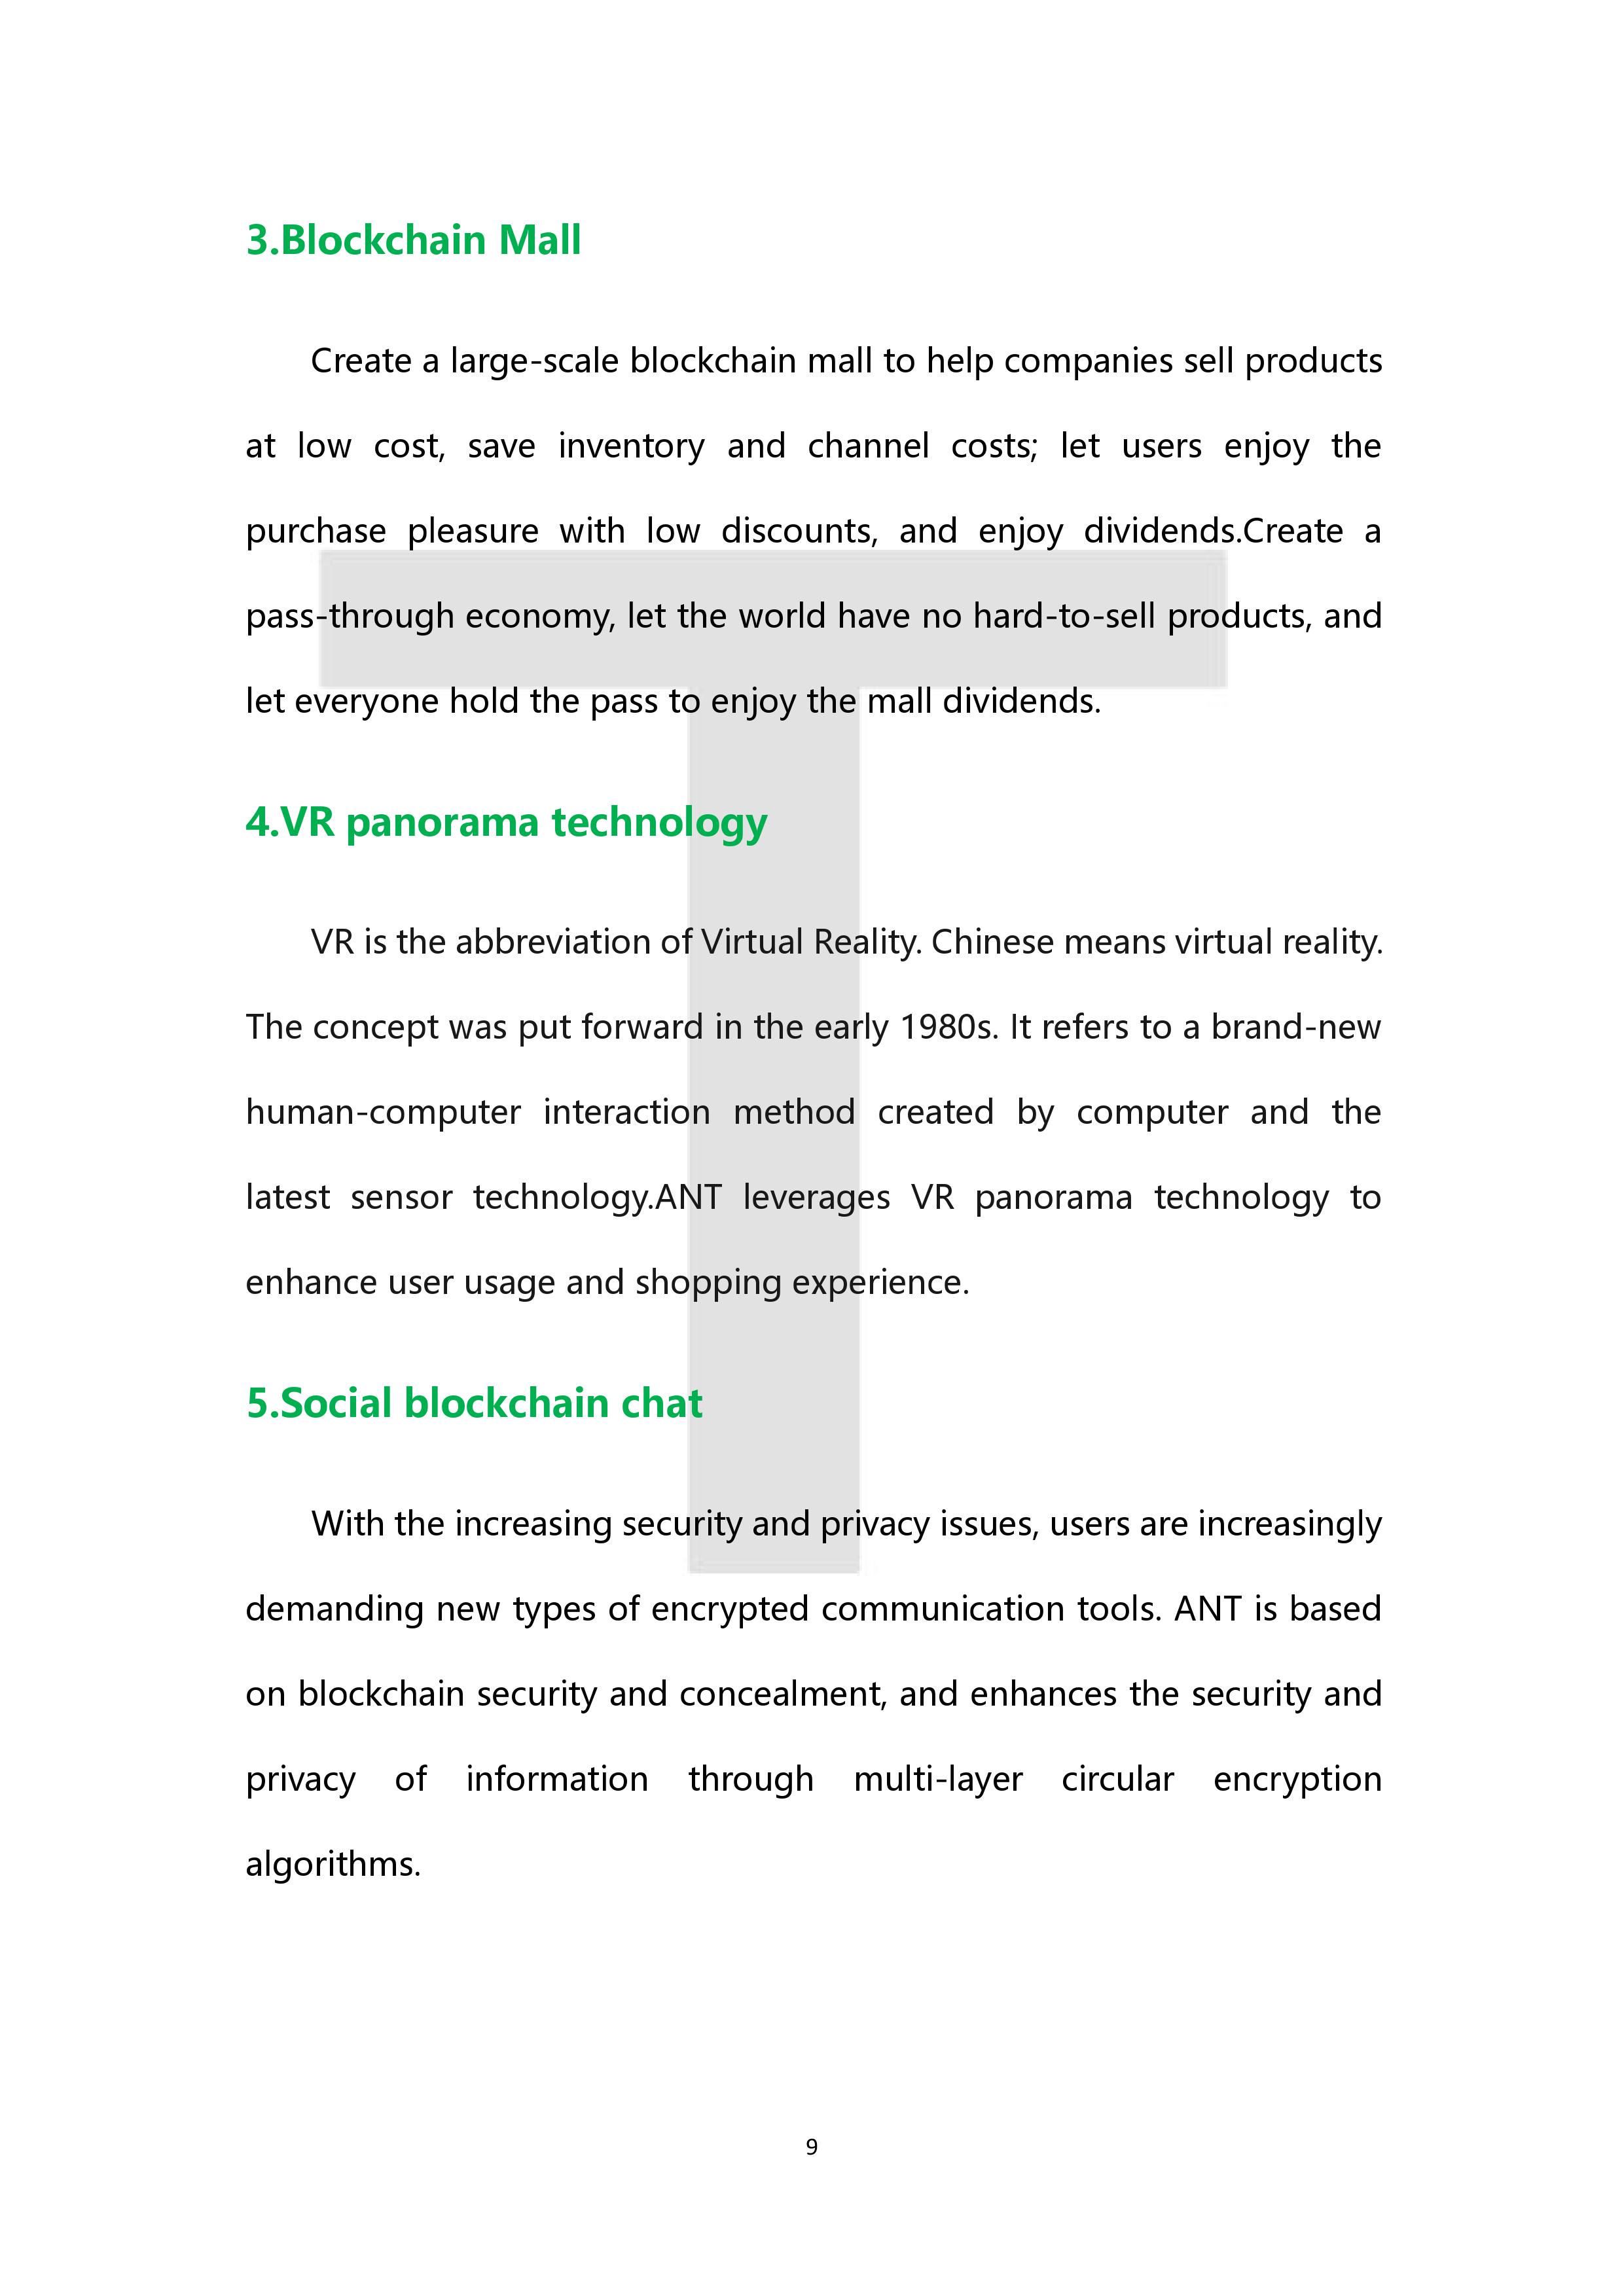 3.Blockchain Mall
Create a large-scale blockchain mall to help companies sell products
at low cost, save inventory and channel costs; let users enjoy the
purchase pleasure with low discounts, and enjoy dividends.Create a
pass-through economy, let the world have no hard-to-sell products, and
let everyone hold the pass to enjoy the mall dividends.
4.VR panorama technology
VR is the abbreviation of Virtual Reality. Chinese means virtual reality.
The concept was put forward in the early 1980s. It refers to a brand-new
human-computer interaction method created by computer and the
latest sensor technology.ANT leverages VR panorama technology to
enhance user usage and shopping experience.
5.Social blockchain chat
With the increasing security and privacy issues, users are increasingly
demanding new types of encrypted communication tools. ANT is based
on blockchain security and concealment, and enhances the security and
privacy of information through multi-layer circular encryption
algorithms.
9